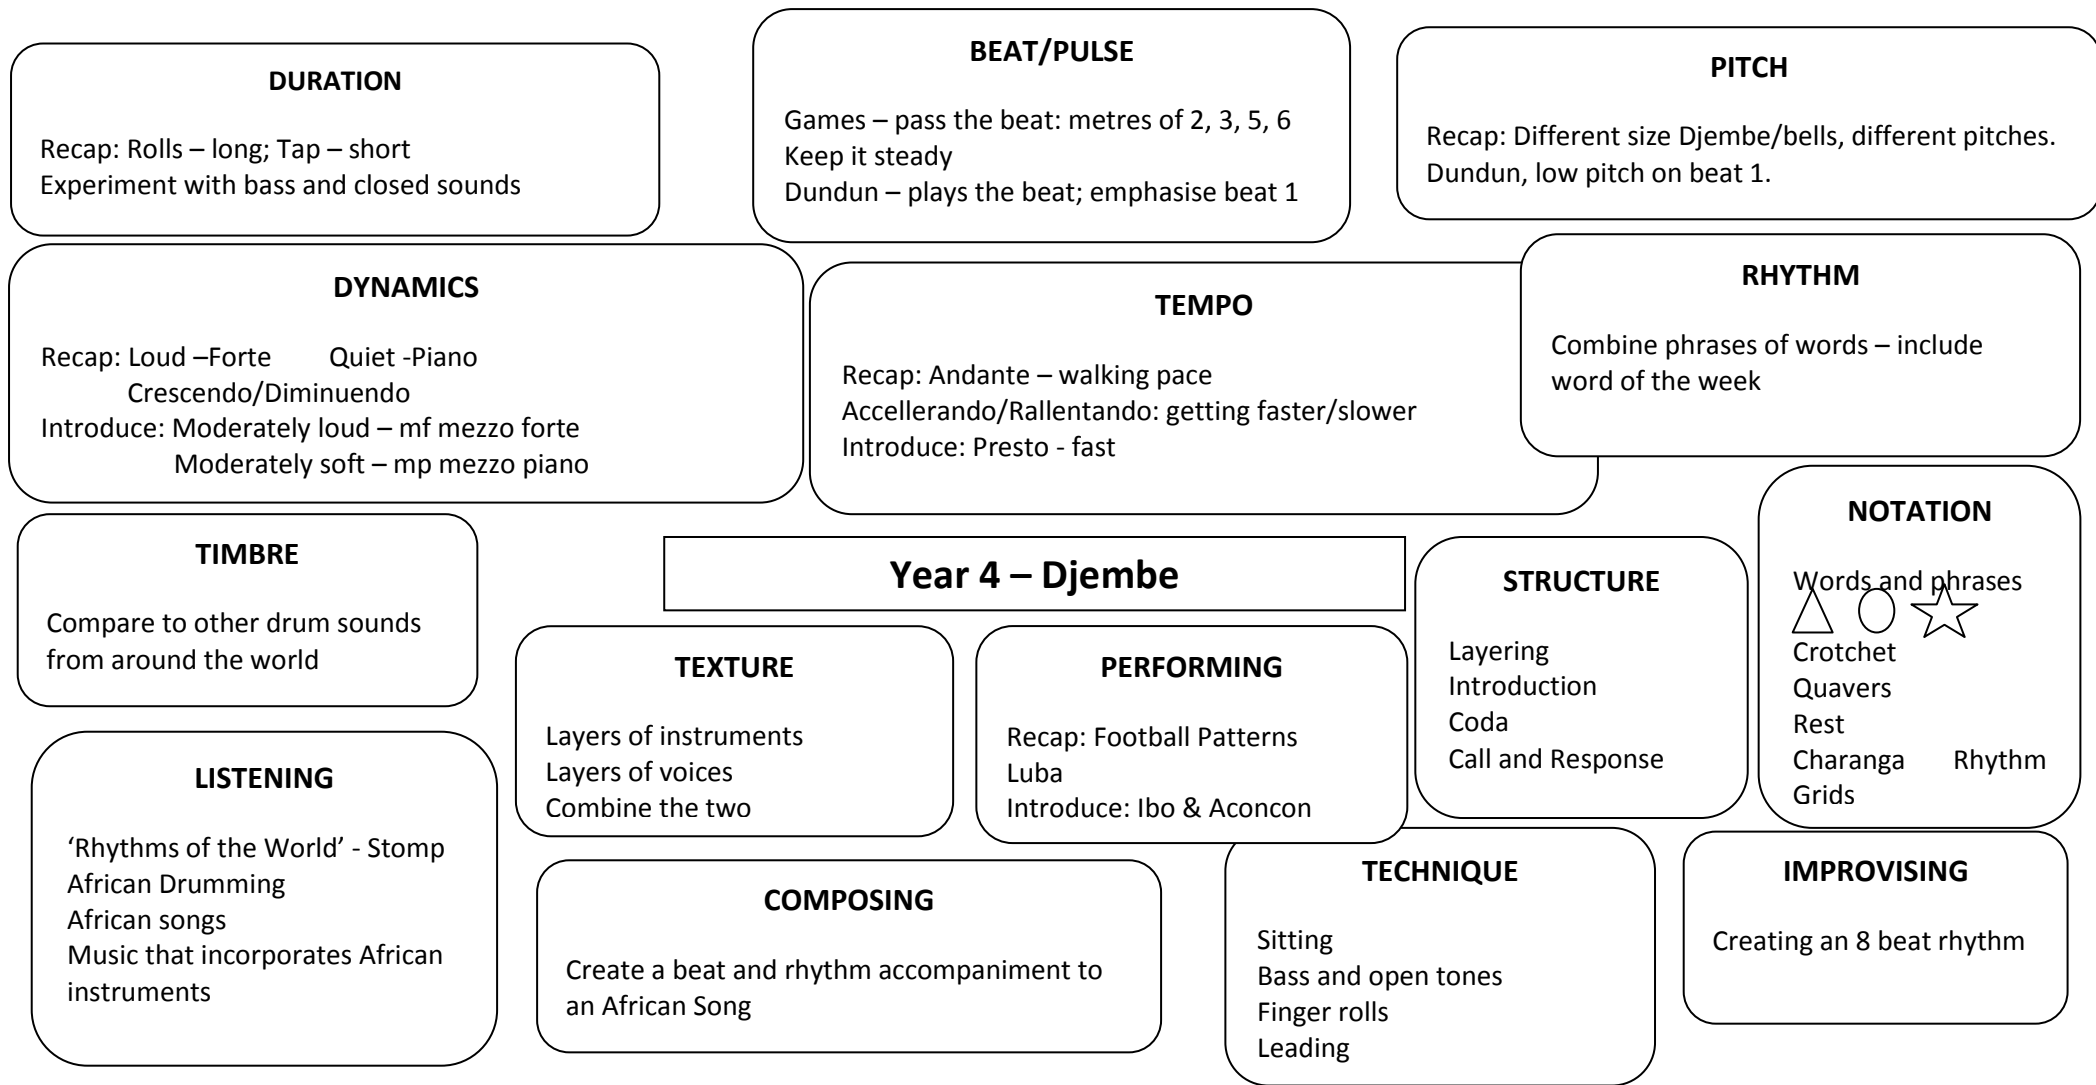 DURATION
Recap: Rolls – long; Tap – short
Experiment with bass and closed sounds
BEAT/PULSE
Games – pass the beat: metres of 2, 3, 5, 6
Keep it steady
Dundun – plays the beat; emphasise beat 1
PITCH
Recap: Different size Djembe/bells, different pitches.
Dundun, low pitch on beat 1.
DYNAMICS
Recap: Loud –Forte Quiet -Piano
Crescendo/Diminuendo
Introduce: Moderately loud – mf mezzo forte
Moderately soft – mp mezzo piano
TEMPO
Recap: Andante – walking pace
Accellerando/Rallentando: getting faster/slower
Introduce: Presto - fast
RHYTHM
Combine phrases of words – include
word of the week
TIMBRE
Compare to other drum sounds
from around the world
Year 4 – Djembe
STRUCTURE
Layering
Introduction
Coda
Call and Response
NOTATION
Words and phrases
Crotchet
Quavers
Rest
Charanga Rhythm
Grids
TEXTURE
Layers of instruments
Layers of voices
Combine the two
PERFORMING
Recap: Football Patterns
Luba
Introduce: Ibo & Aconcon
LISTENING
‘Rhythms of the World’ - Stomp
African Drumming
African songs
Music that incorporates African
instruments
COMPOSING
Create a beat and rhythm accompaniment to
an African Song
TECHNIQUE
Sitting
Bass and open tones
Finger rolls
Leading
IMPROVISING
Creating an 8 beat rhythm